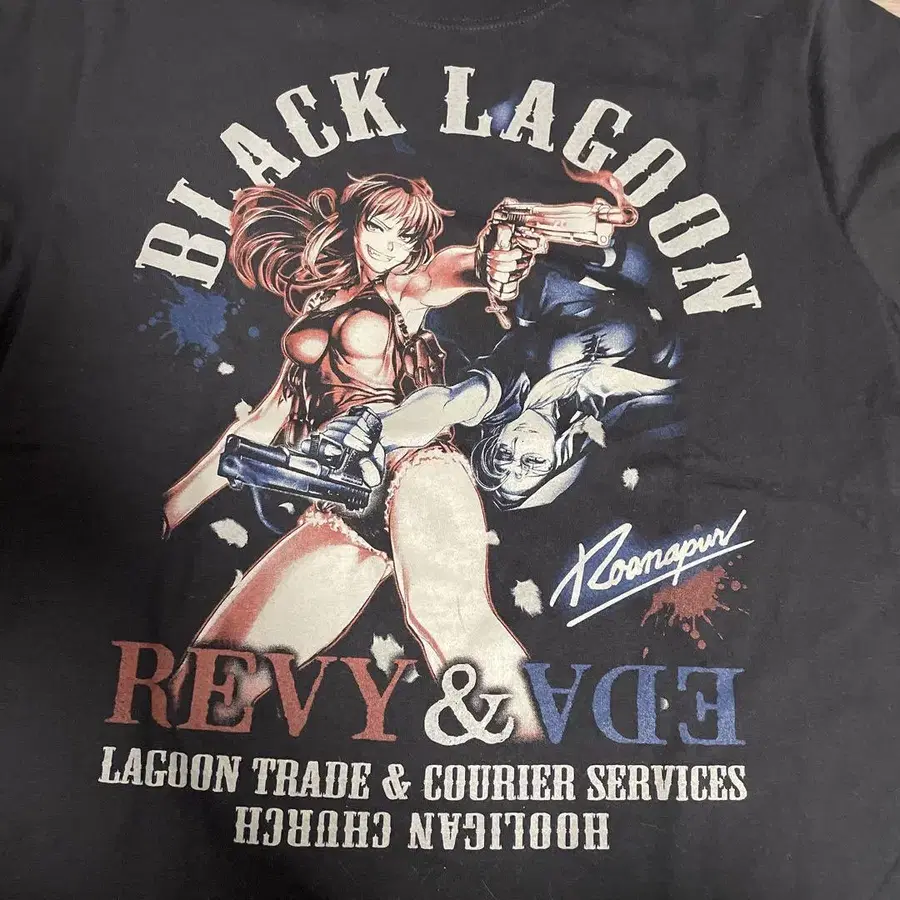 BLACK LAGOON
Roanapur
REVY & EDA
LAGOON TRADE & COURIER SERVICES
HOOLIGAN CHURCH